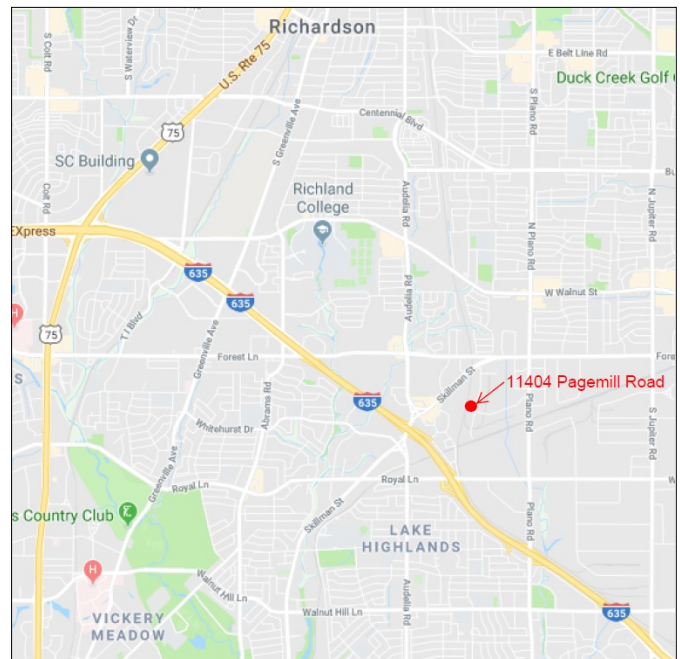 Richardson
S Coit Rd
S Waterview Dr
U.S. Rte 75
E Belt Line Rd
Duck Creek Golf
S Plano Rd
Centennial Blvd
S Greenville Ave
75
SC Building
Coit Rd
Richland
College
Audelia Rd
Bu
N Jupiter Rd
N Plano Rd
EXpress
635
635
W Walnut St
Audelia Rd
H
75
T I Blvd
Greenville Ave
Forest Ln
Fore
S
Skillman St
11404 Pagemill Road
635
Abrams Rd
Plano Rd
S Jupiter Rd
Whitehurst Dr
Greenville Ave
Royal Ln
Royal Ln
s Country Club
Skillman St
Plano Rd
LAKE
HIGHLANDS
H
Walnut Hill Ln
Audelia Rd
Walnut Hill Ln
635
VICKERY
MEADOW